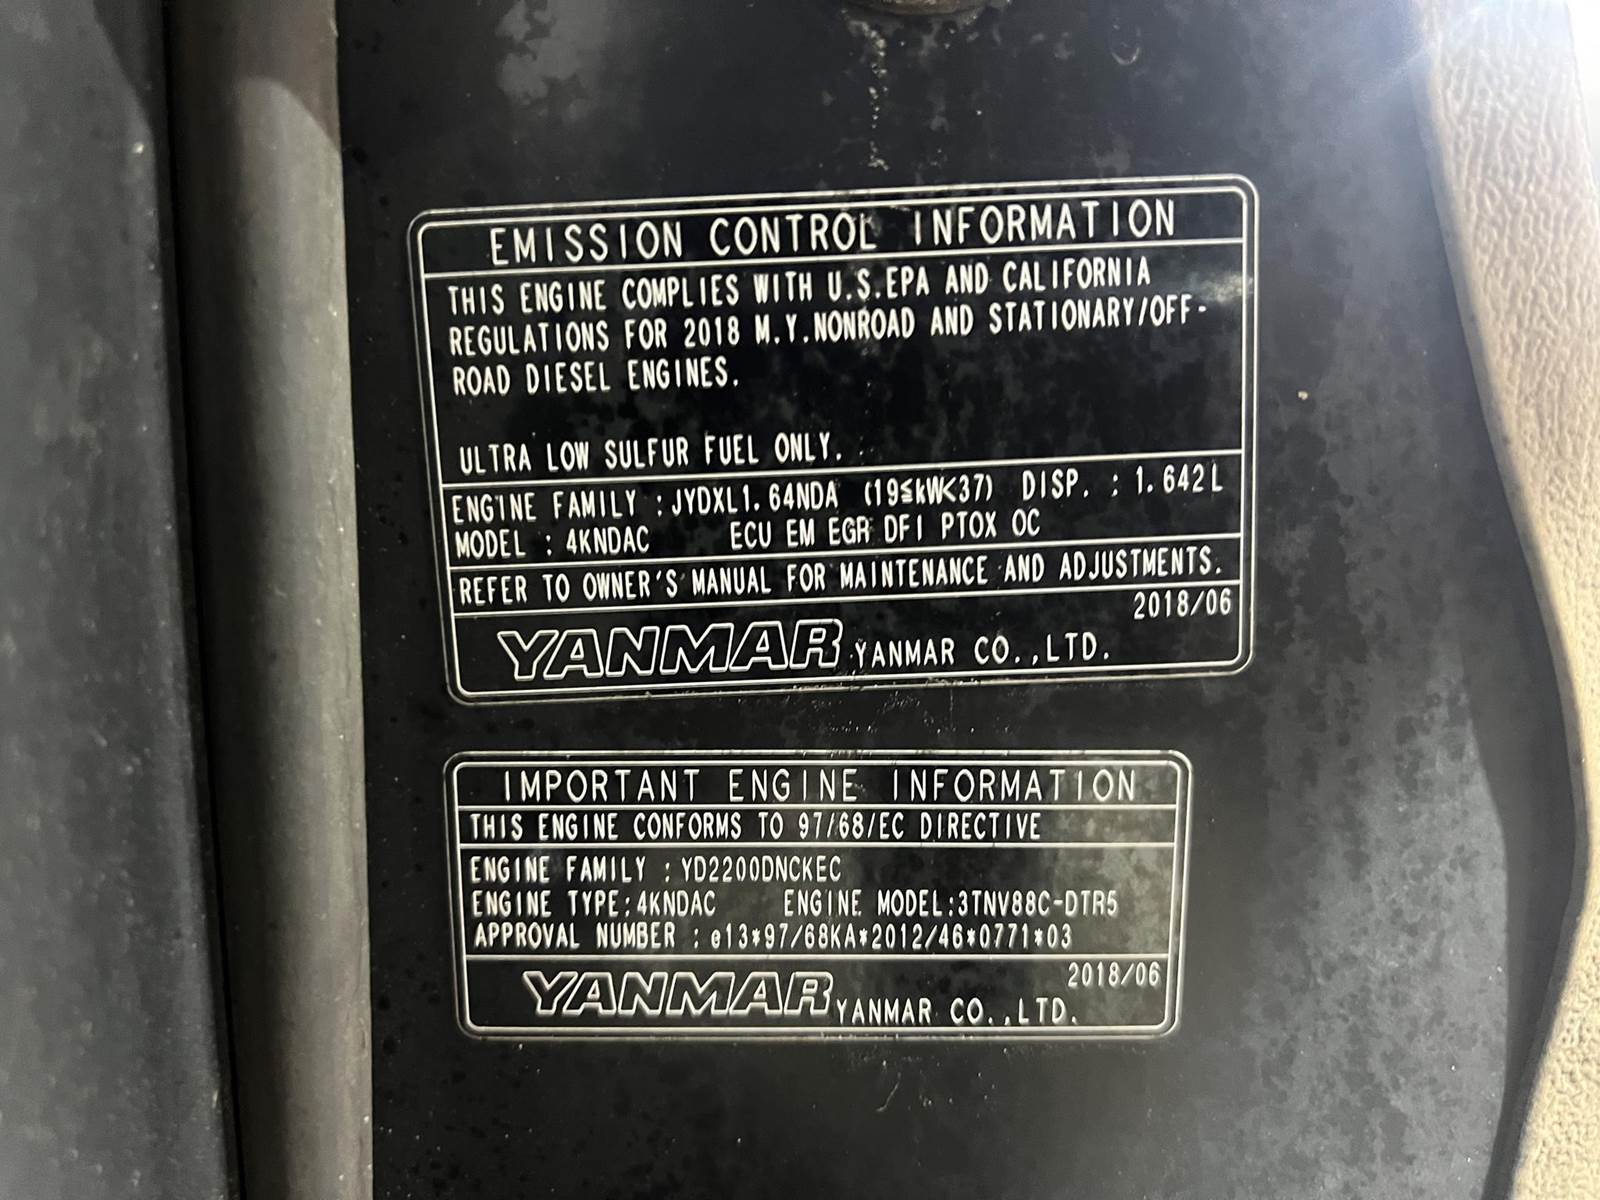 EMISSION CONTROL INFORMATION
THIS ENGINE COMPLIES WITH U.S.EPA AND CALIFORNIA
REGULATIONS FOR 2018 M.Y.NONROAD AND STATIONARY/OFF-
ROAD DIESEL ENGINES.
ULTRA LOW SULFUR FUEL ONLY.
ENGINE FAMILY : JYDXL1.64NDA (19≦kW<37) DISP. : 1.642L
MODEL : 4KNDAC ECU EM EGR DFI PTOX OC
REFER TO OWNER'S MANUAL FOR MAINTENANCE AND ADJUSTMENTS.
2018/06
YANMAR YANMAR CO.,LTD.
IMPORTANT ENGINE INFORMATION
THIS ENGINE CONFORMS TO 97/68/EC DIRECTIVE
ENGINE FAMILY : YD2200DNCKEC
ENGINE TYPE:4KNDAC ENGINE MODEL:3TNV88C-DTR5
APPROVAL NUMBER : e13*97/68KA*2012/46*0771*03
2018/06
YANMAR YANMAR CO.,LTD.